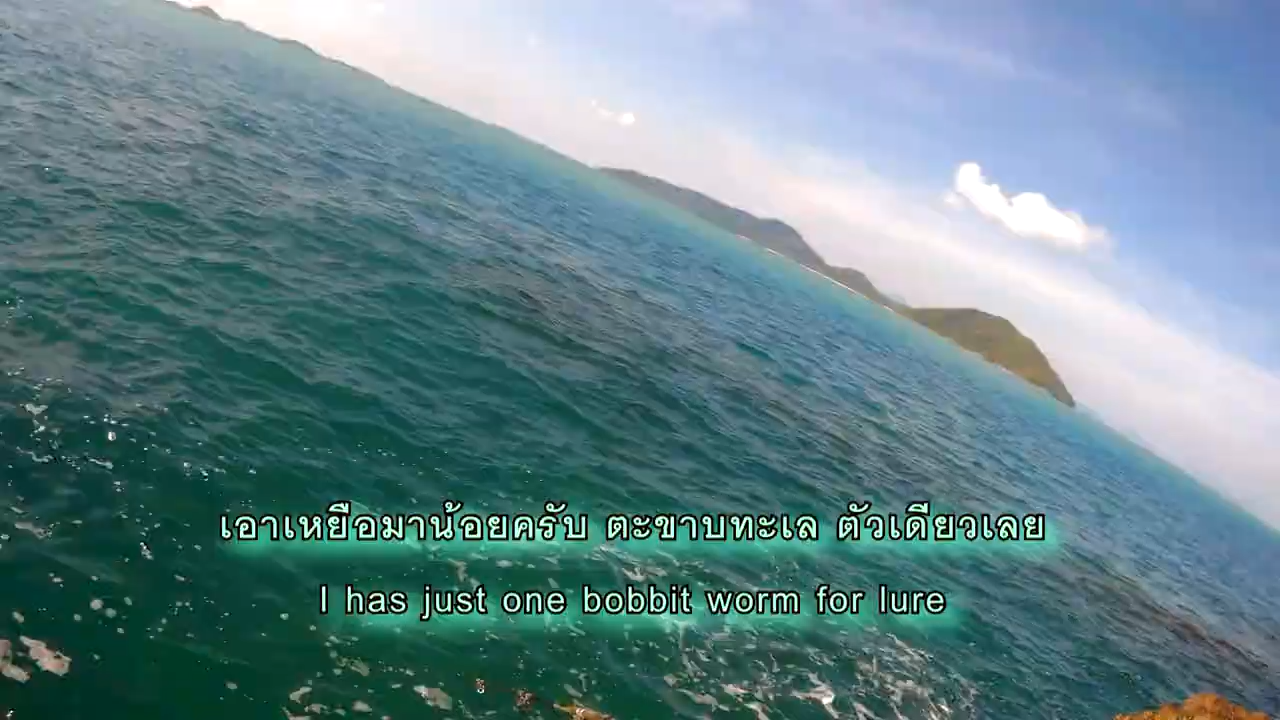 เอาเหยื่อมาน้อยครับ ตะขาบทะเล ตัวเดียวเลย
I has just one bobbit worm for lure